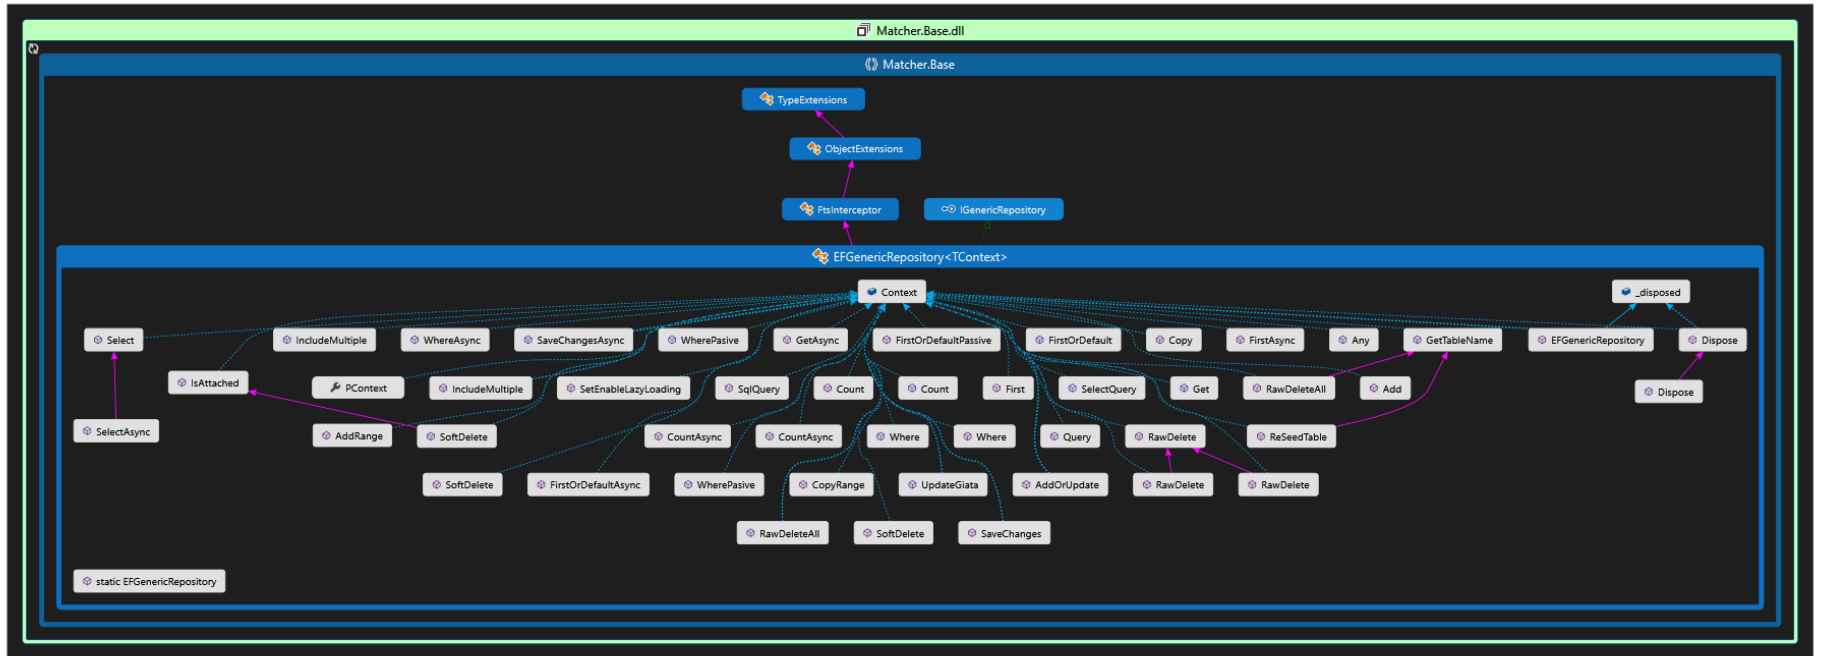 Matcher.Base.dll
Matcher.Base
TypeExtensions
ObjectExtensions
FtsInterceptor
IGenericRepository
EFGenericRepository<TContext>
Context
_disposed
Select
IncludeMultiple
WhereAsync
SaveChangesAsync
WherePasive
GetAsync
FirstOrDefaultPassive
FirstOrDefault
Copy
FirstAsync
Any
GetTableName
EFGenericRepository
Dispose
IsAttached
PContext
IncludeMultiple
SetEnableLazyLoading
SqlQuery
Count
Count
First
SelectQuery
Get
RawDeleteAll
Add
Dispose
SelectAsync
AddRange
SoftDelete
CountAsync
CountAsync
Where
Where
Query
RawDelete
ReSeedTable
SoftDelete
FirstOrDefaultAsync
WherePasive
CopyRange
UpdateGiata
AddOrUpdate
RawDelete
RawDelete
RawDeleteAll
SoftDelete
SaveChanges
static EFGenericRepository